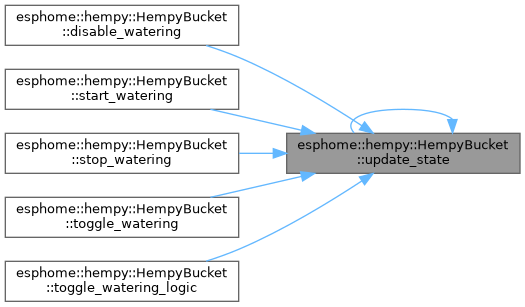 esphome::hempy::HempyBucket
::disable_watering
esphome::hempy::HempyBucket
::start_watering
esphome::hempy::HempyBucket
::stop_watering
esphome::hempy::HempyBucket
::toggle_watering
esphome::hempy::HempyBucket
::toggle_watering_logic
esphome::hempy::HempyBucket
::update_state